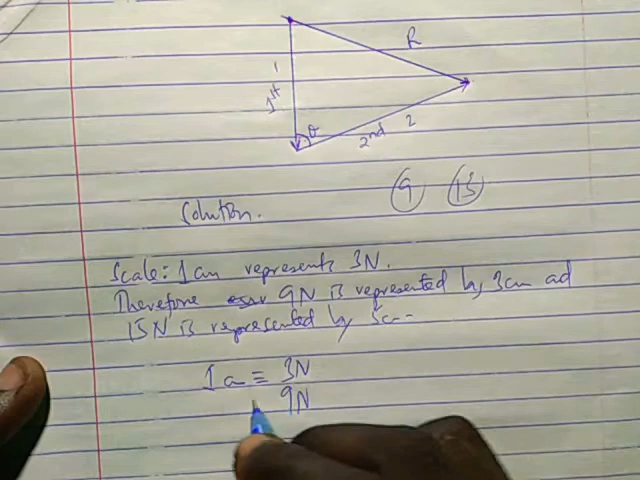 R
1st
1
θ
2nd 2
Solution. 9 15
Scale: 1cm represents 3N.
Therefore 9N is represented by 3cm ad
15N is represented by 5cm
1cm ≡ 3N
9N